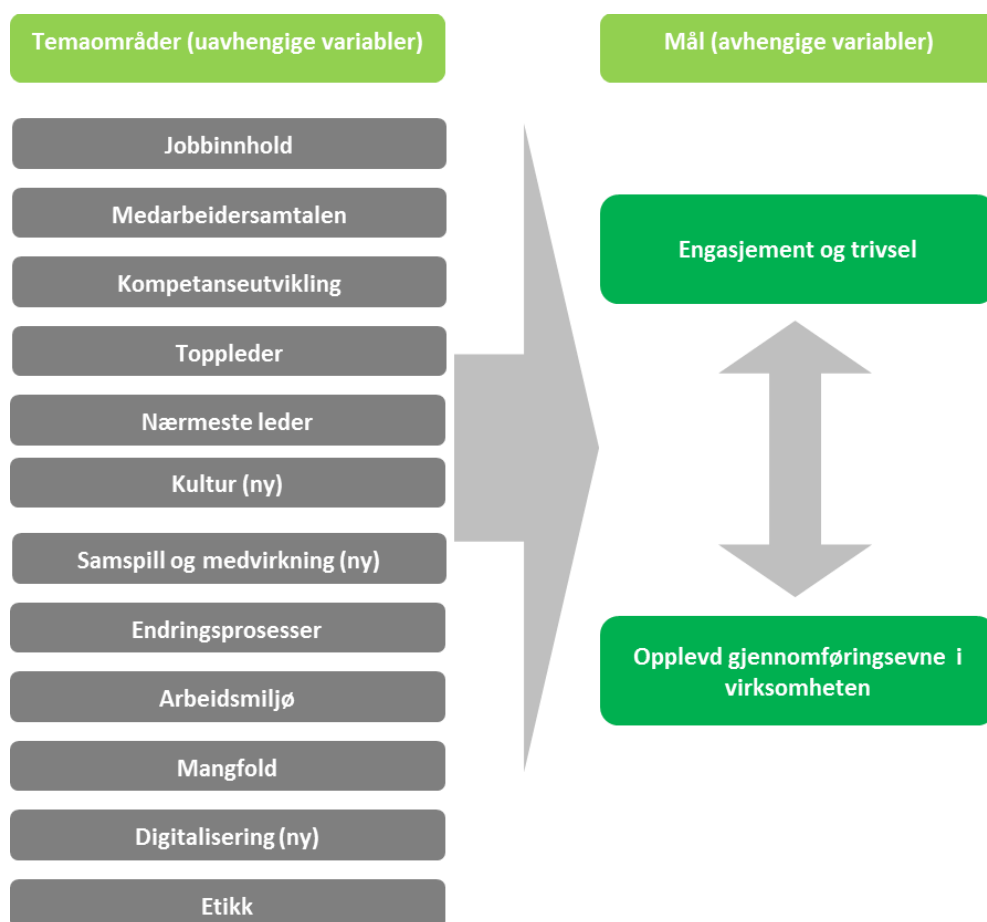 Temaområder (uavhengige variabler)
Jobbinnhold
Medarbeidersamtalen
Kompetanseutvikling
Toppleder
Nærmeste leder
Kultur (ny)
Samspill og medvirkning (ny)
Endringsprosesser
Arbeidsmiljø
Mangfold
Digitalisering (ny)
Etikk
Mål (avhengige variabler)
Engasjement og trivsel
Opplevd gjennomføringsevne i
virksomheten